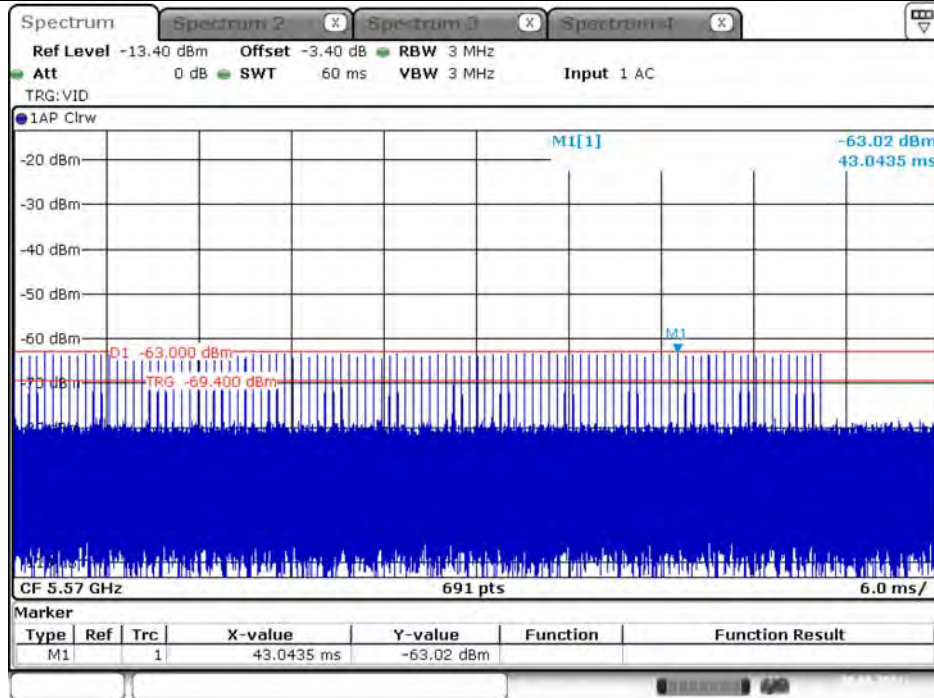 Spectrum Spectrum 2 X Spectrum 3 X Spectrum 4 X
Ref Level -13.40 dBm Offset -3.40 dB RBW 3 MHz
Att 0 dB SWT 60 ms VBW 3 MHz Input 1 AC
TRG:VID
1AP Clrw
M1[1] -63.02 dBm
43.0435 ms
-20 dBm
-30 dBm
-40 dBm
-50 dBm
-60 dBm
M1
D1 -63.000 dBm
-70 dBm
TRG -69.400 dBm
CF 5.57 GHz 691 pts 6.0 ms/
Marker
Type Ref Trc X-value Y-value Function Function Result
M1 1 43.0435 ms -63.02 dBm